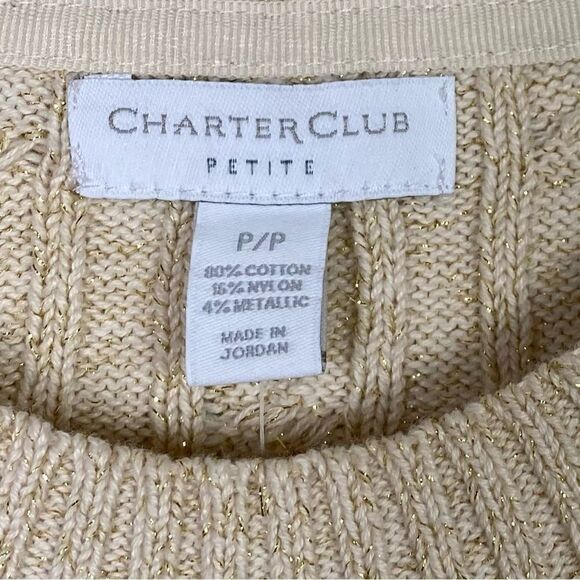 CHARTER CLUB
PETITE
P/P
80% COTTON
16% NYLON
4% METALLIC
MADE IN
JORDAN